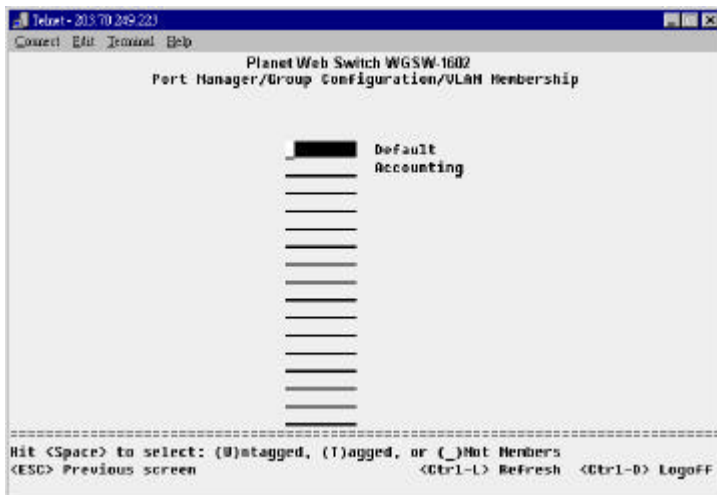 Telnet - 203.70.249.223
Connect Edit Terminal Help
Planet Web Switch WGSW-1602
Port Manager/Group Configuration/VLAN Membership
Default
Accounting
Hit <Space> to select: (U)ntagged, (T)agged, or (_)Not Members
<ESC> Previous screen <Ctrl-L> Refresh <Ctrl-D> Logoff